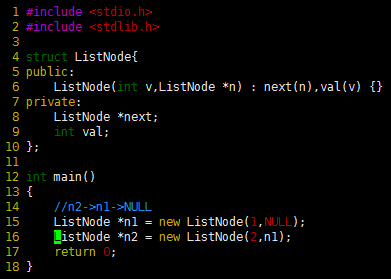 1 #include <stdio.h>
2 #include <stdlib.h>
3
4 struct ListNode{
5 public:
6     ListNode(int v,ListNode *n) : next(n),val(v) {}
7 private:
8     ListNode *next;
9     int val;
10 };
11
12 int main()
13 {
14     //n2->n1->NULL
15     ListNode *n1 = new ListNode(1,NULL);
16     ListNode *n2 = new ListNode(2,n1);
17     return 0;
18 }